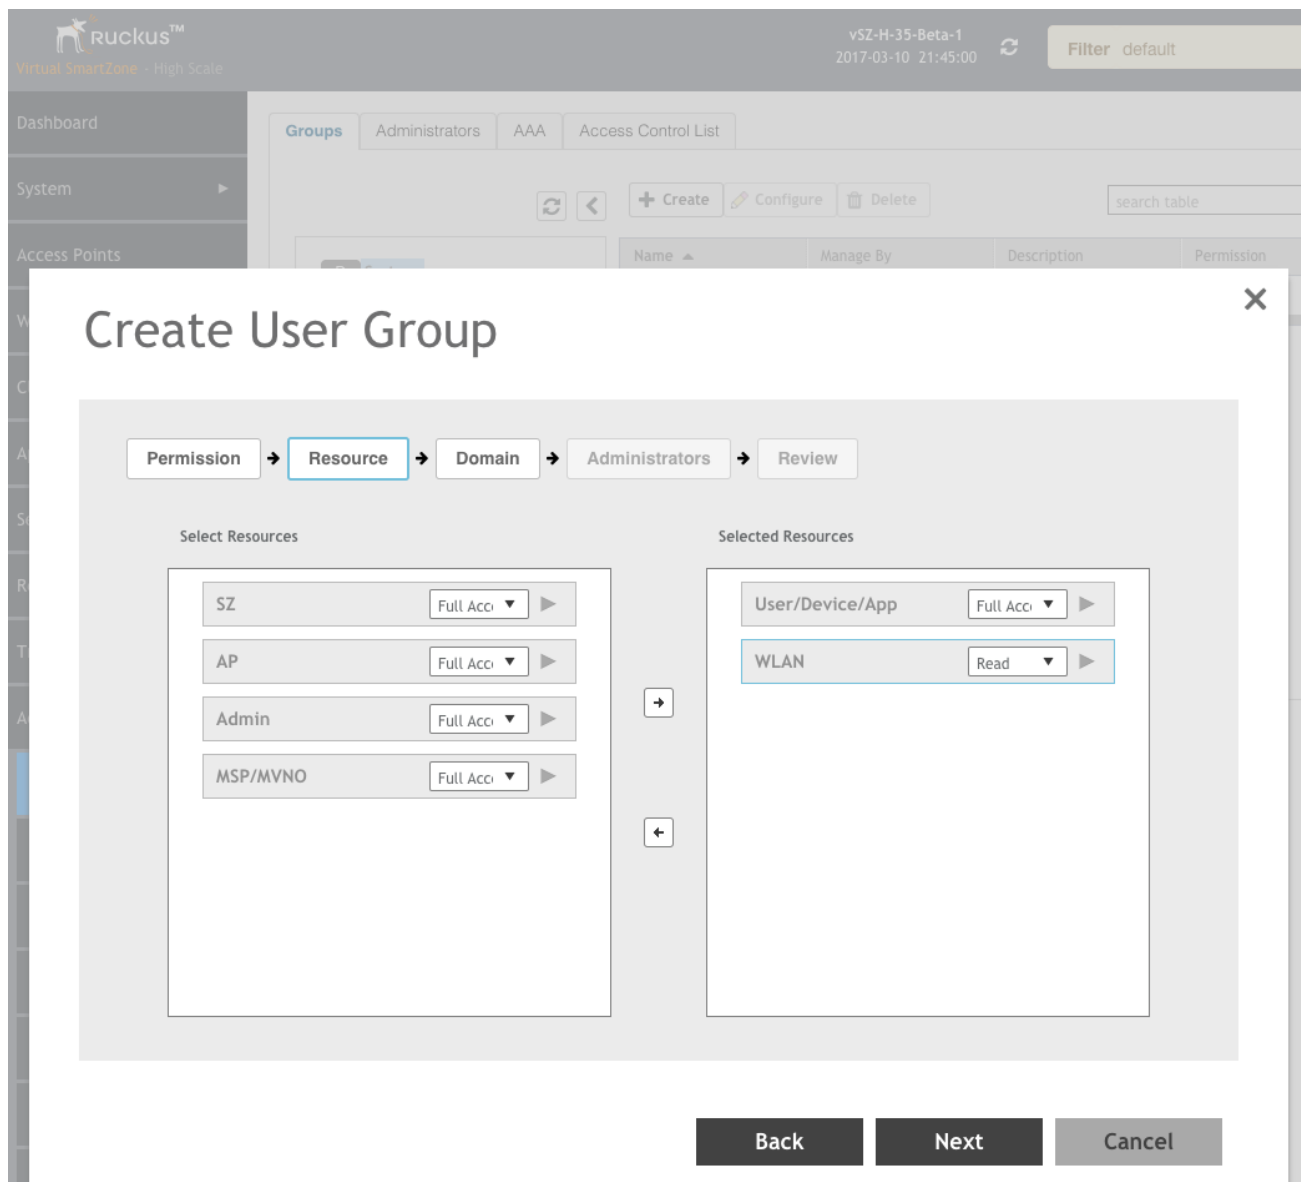 Ruckus™
Virtual SmartZone - High Scale
vSZ-H-35-Beta-1
2017-03-10 21:45:00
Filter default
Dashboard
System
Access Points
Groups Administrators AAA Access Control List
Create Configure Delete
search table
Name Manage By Description Permission
Create User Group
Permission Resource Domain Administrators Review
Select Resources
SZ Full Acc
AP Full Acc
Admin Full Acc
MSP/MVNO Full Acc
Selected Resources
User/Device/App Full Acc
WLAN Read
Back Next Cancel